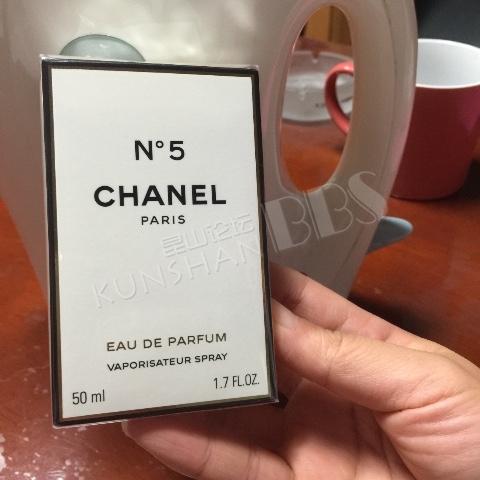 N°5
CHANEL
PARIS
EAU DE PARFUM
VAPORISATEUR SPRAY
50 ml
1.7 FL.OZ.
昆山论坛
KUNSHAN BBS